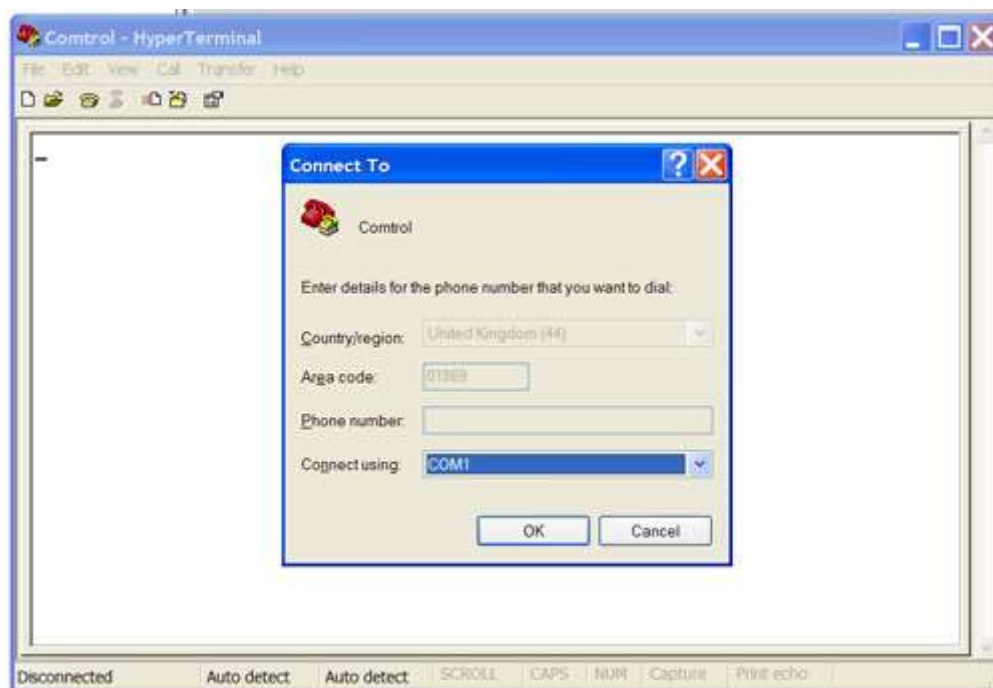 Comtrol - HyperTerminal
File Edit View Call Transfer Help
Connect To
Comtrol
Enter details for the phone number that you want to dial:
Country/region: United Kingdom (44)
Area code: 01869
Phone number:
Connect using: COM1
OK Cancel
Disconnected Auto detect Auto detect SCROLL CAPS NUM Capture Print echo